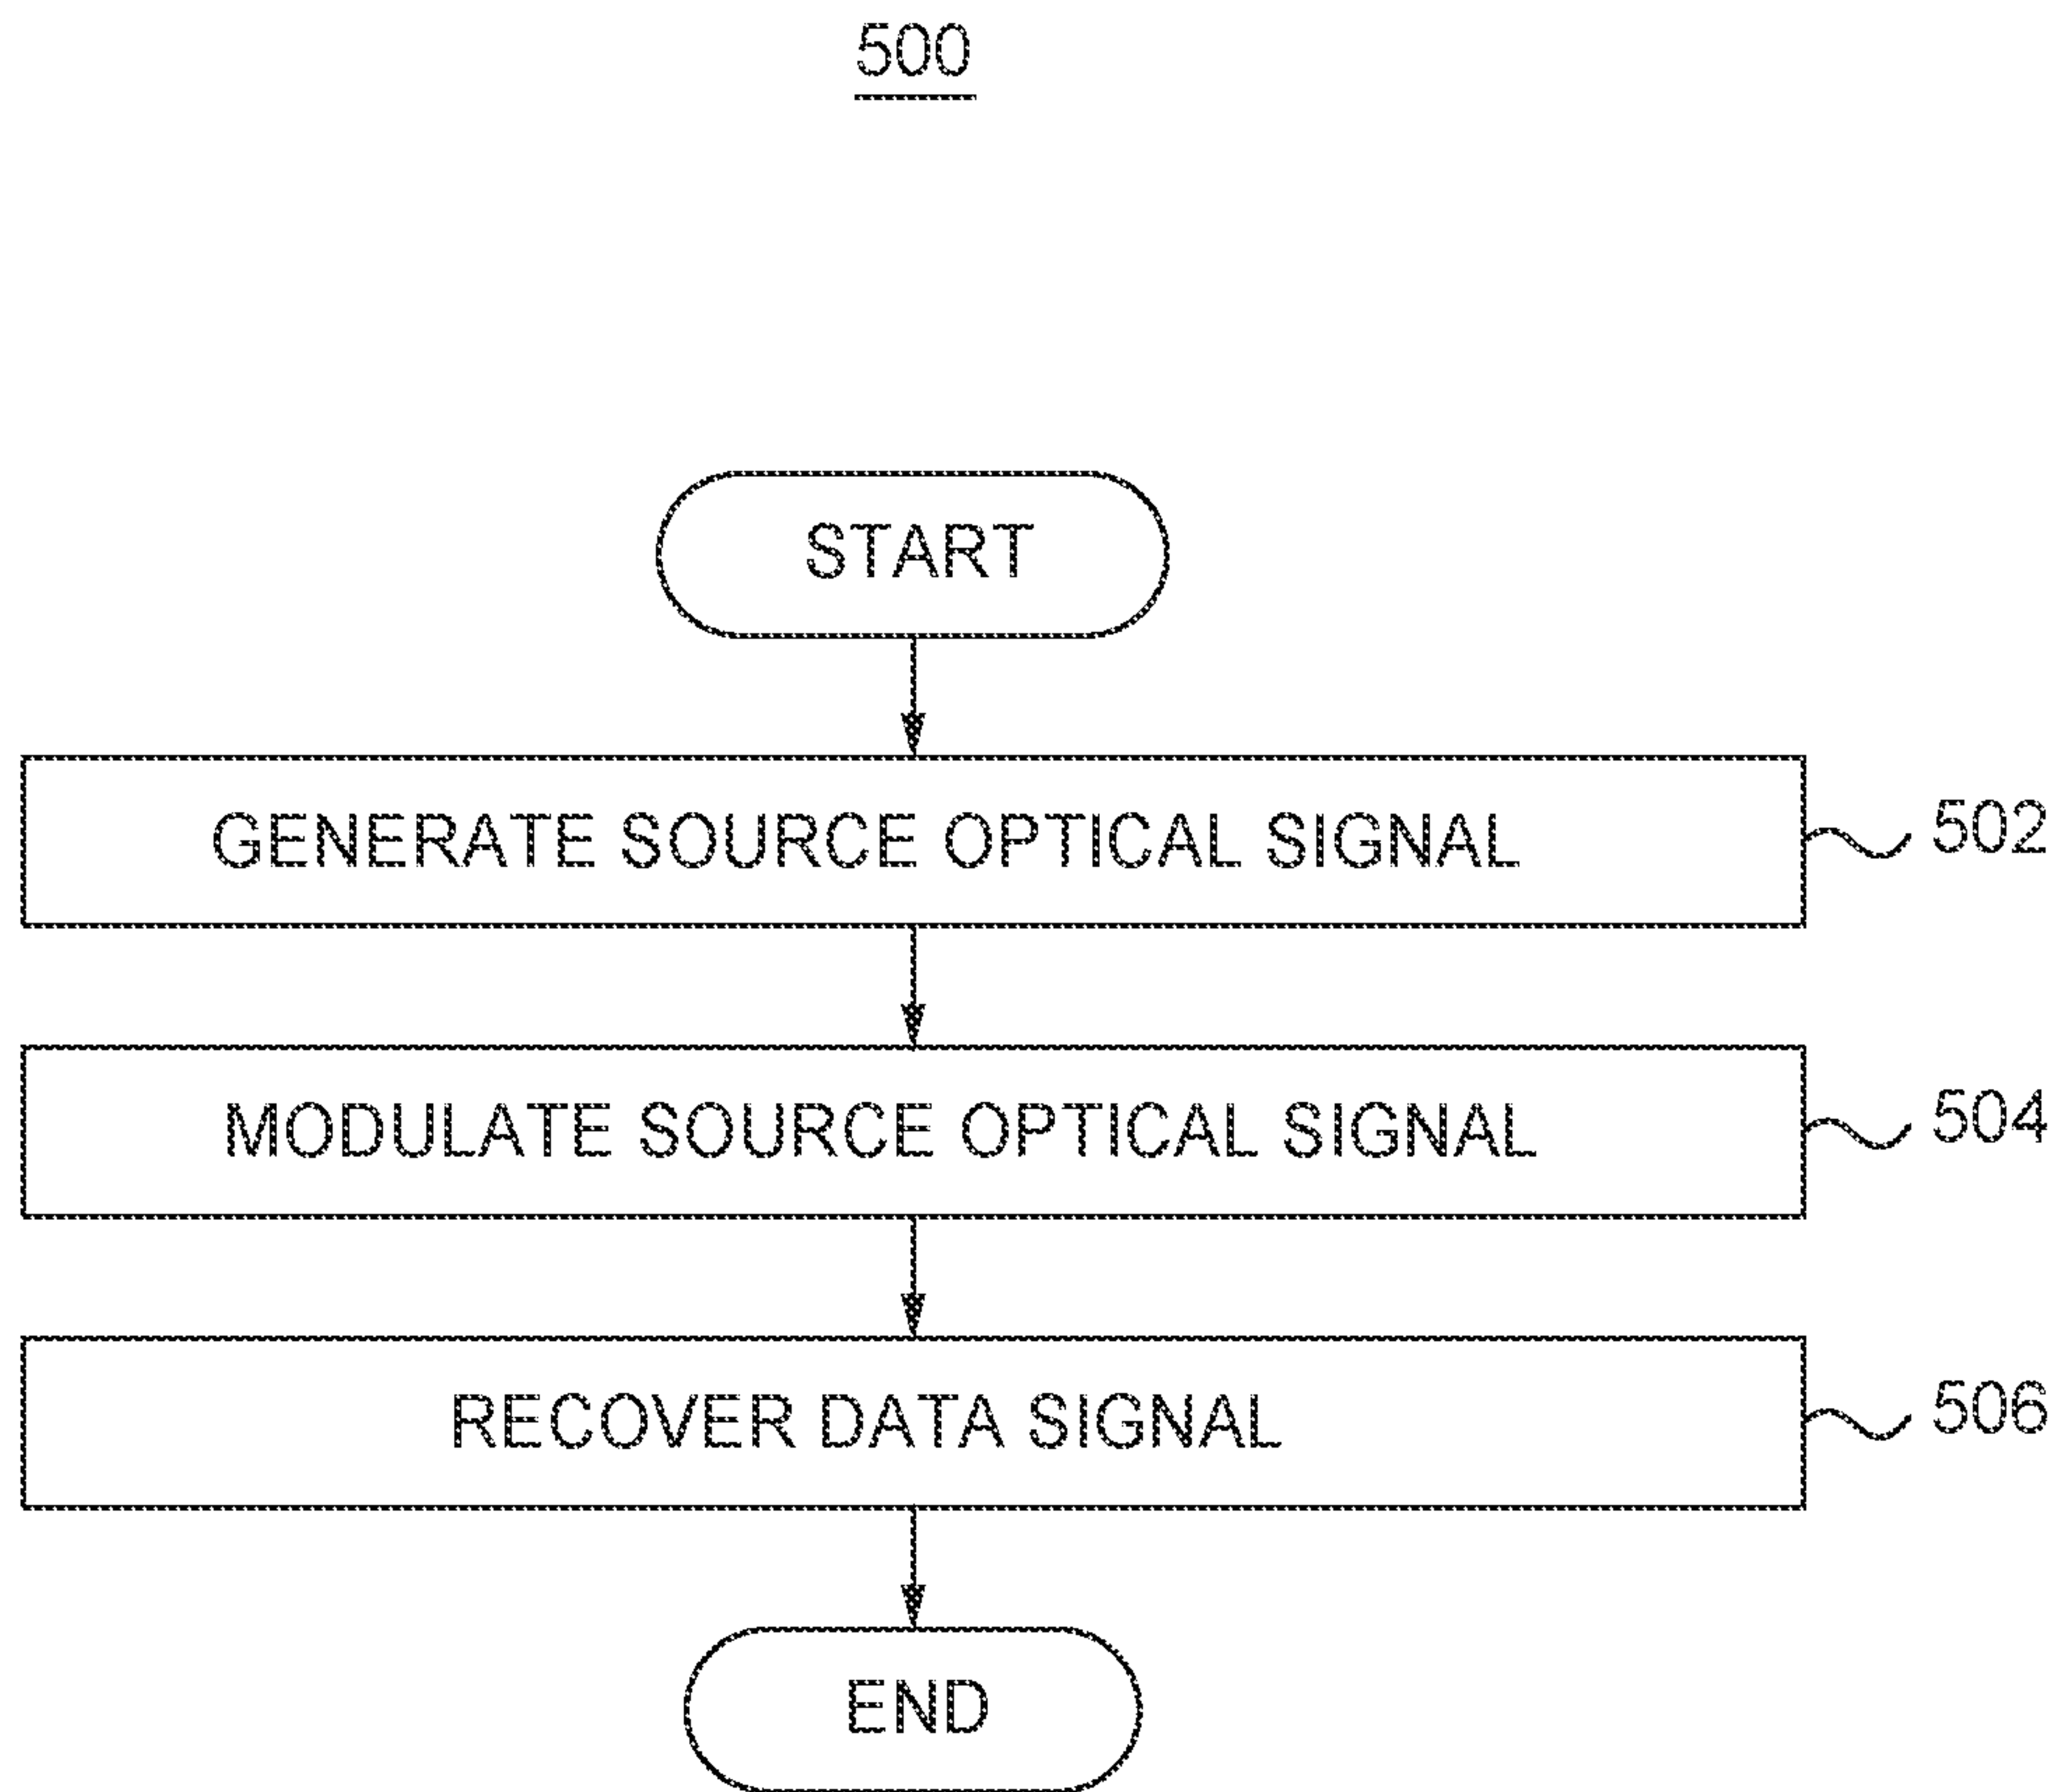 500
START
GENERATE SOURCE OPTICAL SIGNAL
502
MODULATE SOURCE OPTICAL SIGNAL
504
RECOVER DATA SIGNAL
506
END